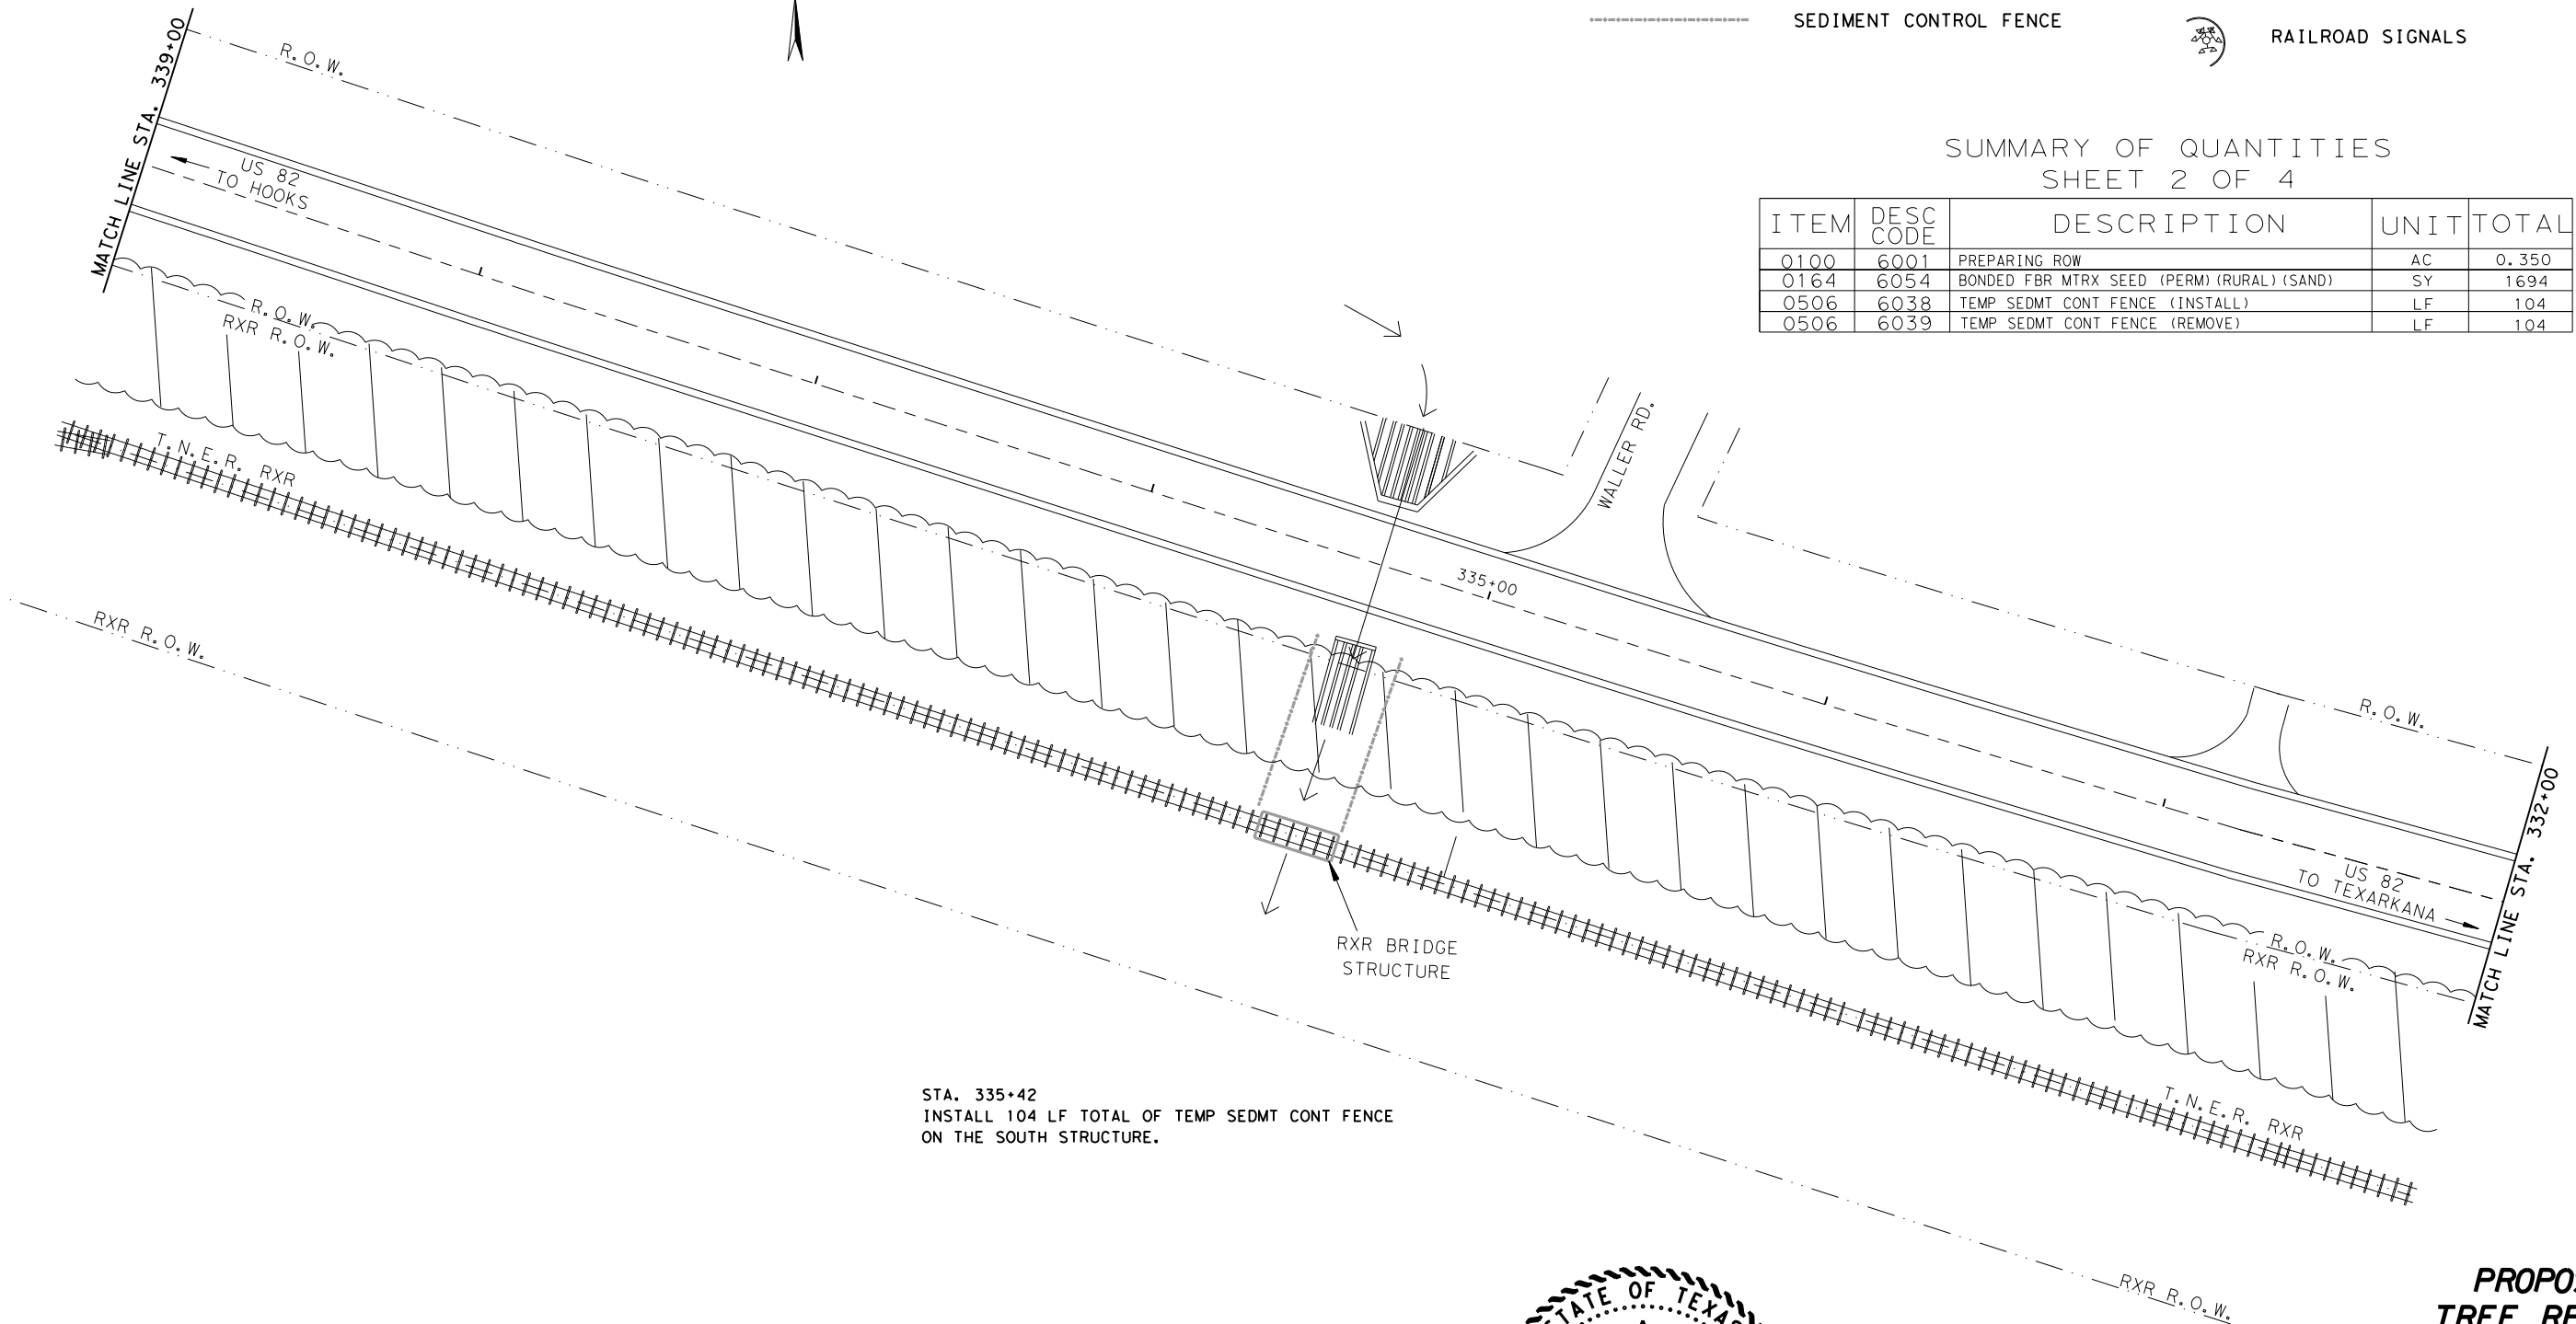 SEDIMENT CONTROL FENCE
RAILROAD SIGNALS
MATCH LINE STA. 339+00
R.O.W.
US 82
TO HOOKS
SUMMARY OF QUANTITIES
SHEET 2 OF 4
ITEM DESC CODE DESCRIPTION UNIT TOTAL
0100 6001 PREPARING ROW AC 0.350
0164 6054 BONDED FBR MTRX SEED (PERM)(RURAL)(SAND) SY 1694
0506 6038 TEMP SEDMT CONT FENCE (INSTALL) LF 104
0506 6039 TEMP SEDMT CONT FENCE (REMOVE) LF 104
R.O.W.
RXR R.O.W.
T.N.E.R. RXR
WALLER RD.
335+00
RXR R.O.W.
R.O.W.
MATCH LINE STA. 332+00
US 82
TO TEXARKANA
R.O.W.
RXR R.O.W.
RXR BRIDGE
STRUCTURE
T.N.E.R. RXR
STA. 335+42
INSTALL 104 LF TOTAL OF TEMP SEDMT CONT FENCE
ON THE SOUTH STRUCTURE.
RXR R.O.W.
STATE OF TEXAS